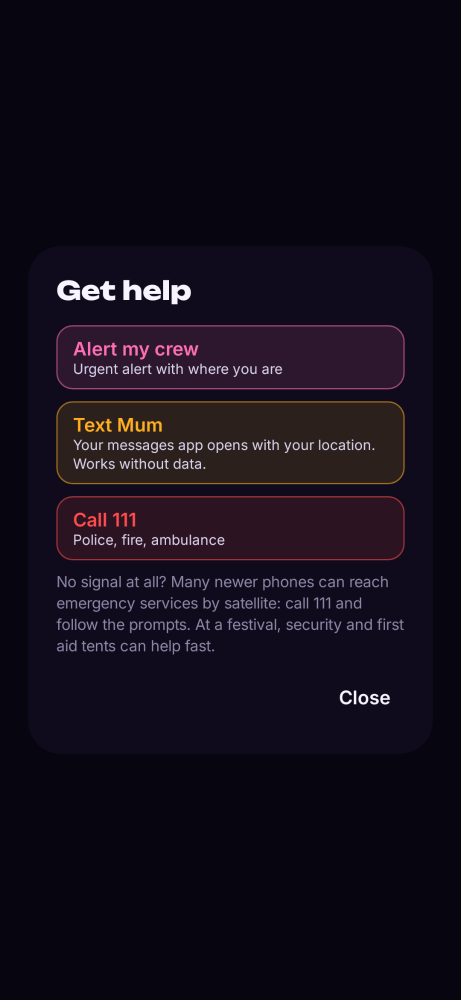 Get help
Alert my crew
Urgent alert with where you are
Text Mum
Your messages app opens with your location.
Works without data.
Call 111
Police, fire, ambulance
No signal at all? Many newer phones can reach
emergency services by satellite: call 111 and
follow the prompts. At a festival, security and first
aid tents can help fast.
Close